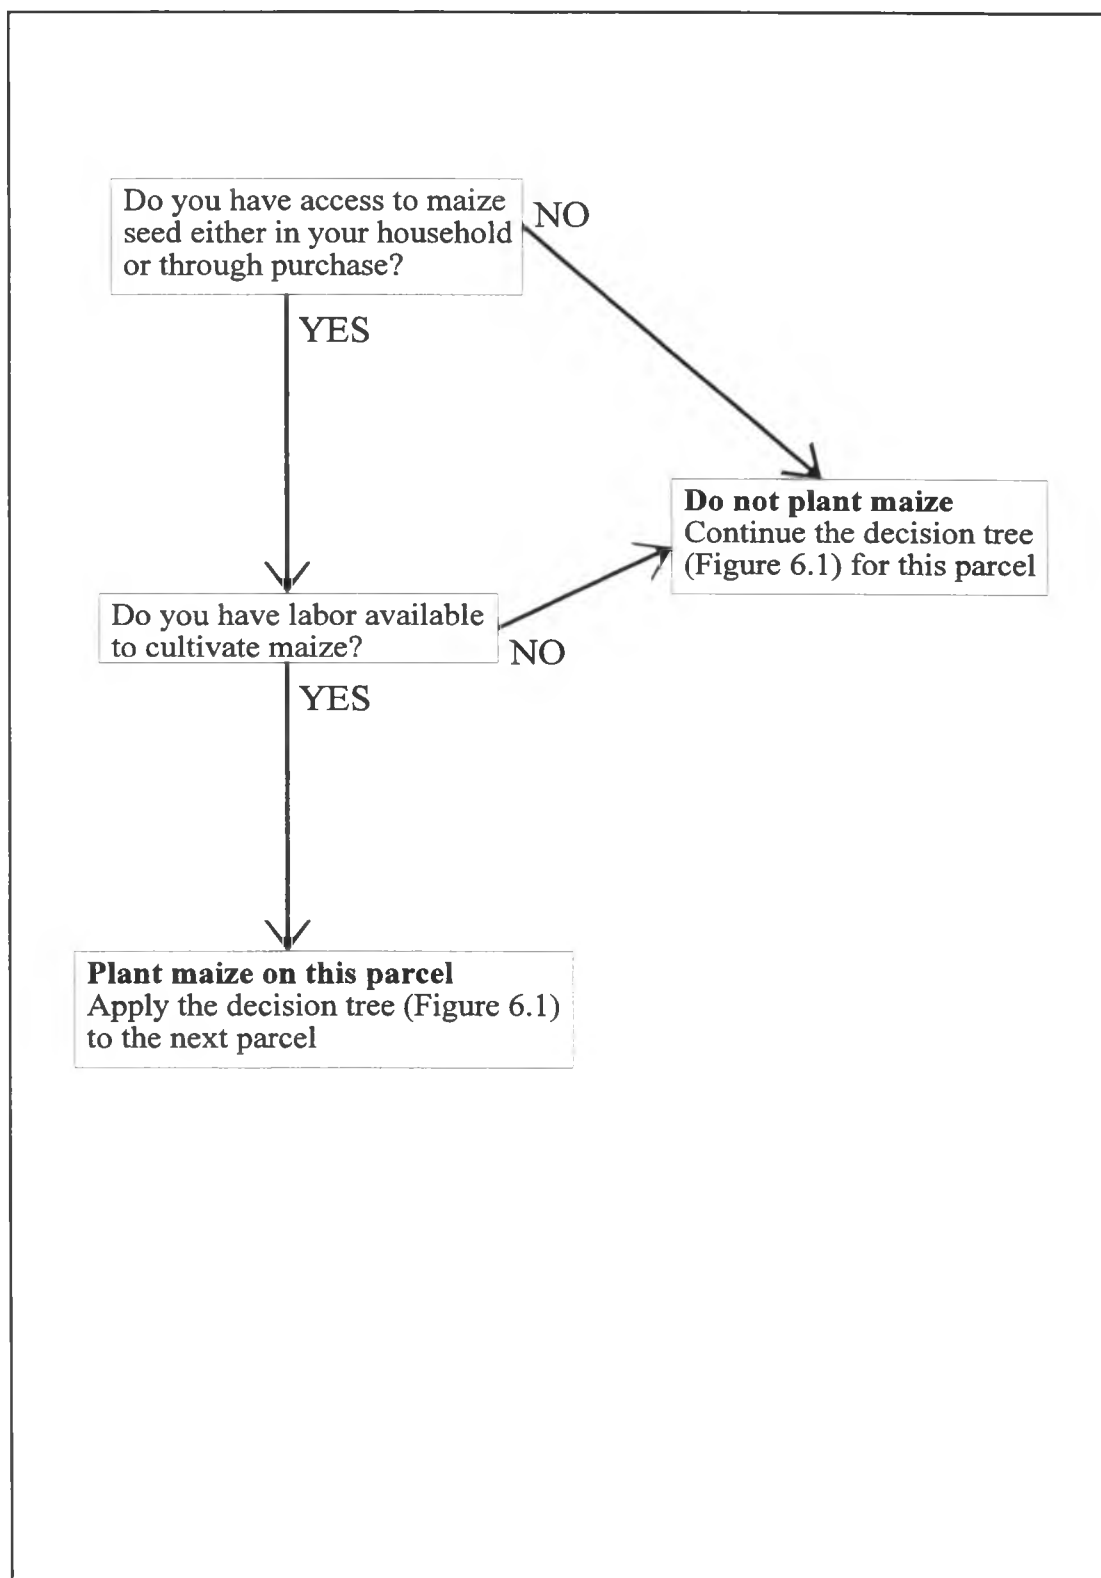 Do you have access to maize
seed either in your household
or through purchase?
NO
YES
Do not plant maize
Continue the decision tree
(Figure 6.1) for this parcel
Do you have labor available
to cultivate maize?
NO
YES
Plant maize on this parcel
Apply the decision tree (Figure 6.1)
to the next parcel